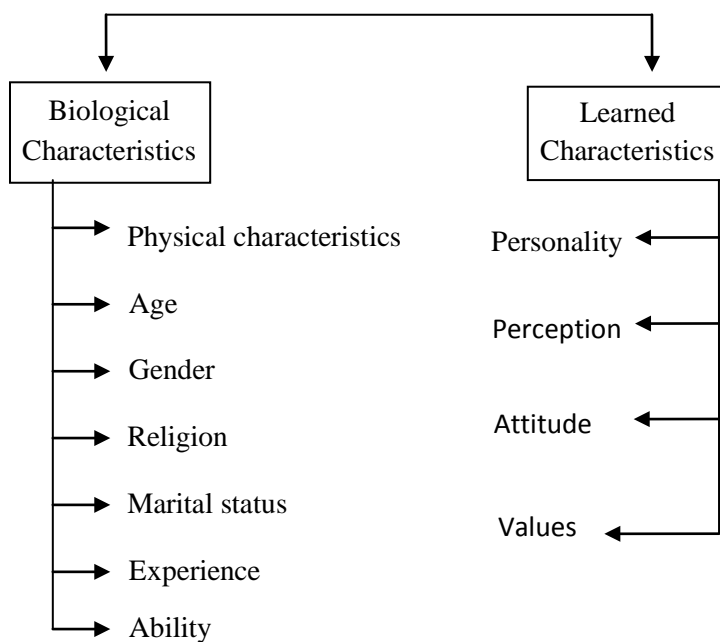 Biological
Characteristics
Physical characteristics
Age
Gender
Religion
Marital status
Experience
Ability
Learned
Characteristics
Personality
Perception
Attitude
Values